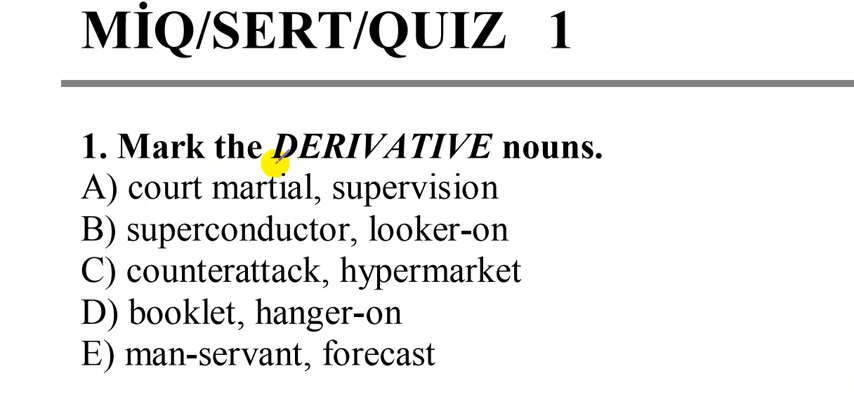 MİQ/SERT/QUIZ 1
1. Mark the DERIVATIVE nouns.
A) court martial, supervision
B) superconductor, looker-on
C) counterattack, hypermarket
D) booklet, hanger-on
E) man-servant, forecast